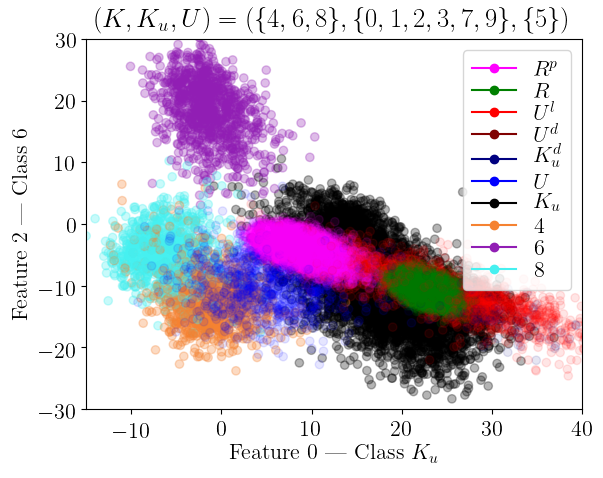 (K, K_u, U) = ({4, 6, 8}, {0, 1, 2, 3, 7, 9}, {5})
30
20
10
0
−10
−20
−30
Feature 2 — Class 6
R^p
R
U^l
U^d
K_u^d
U
K_u
4
6
8
−10 0 10 20 30 40
Feature 0 — Class K_u